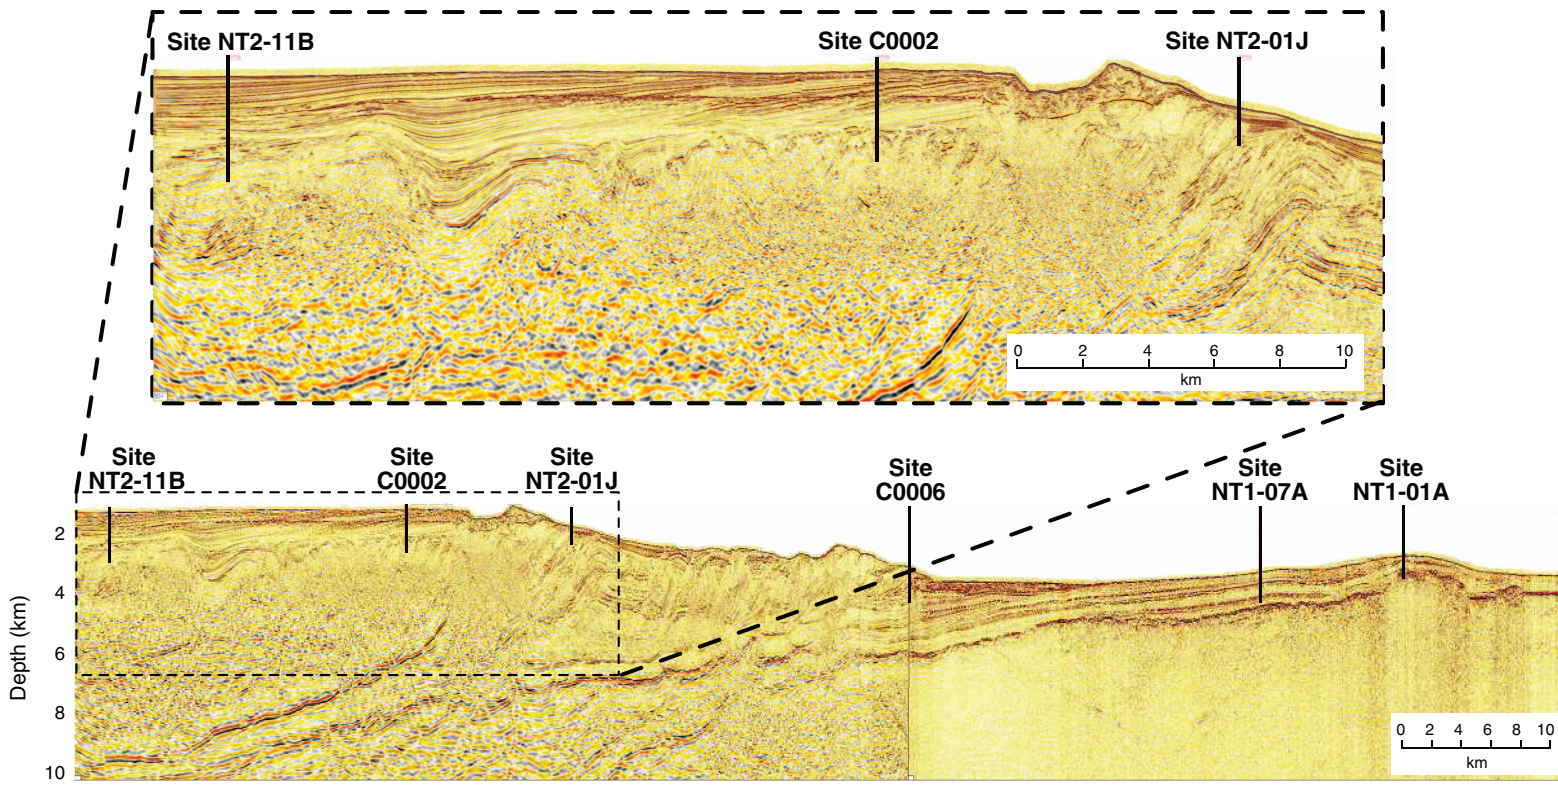 Site NT2-11B
Site C0002
Site NT2-01J
0 2 4 6 8 10
km
Site
NT2-11B
Site
C0002
Site
NT2-01J
Site
C0006
Site
NT1-07A
Site
NT1-01A
Depth (km)
2
4
6
8
10
0 2 4 6 8 10
km